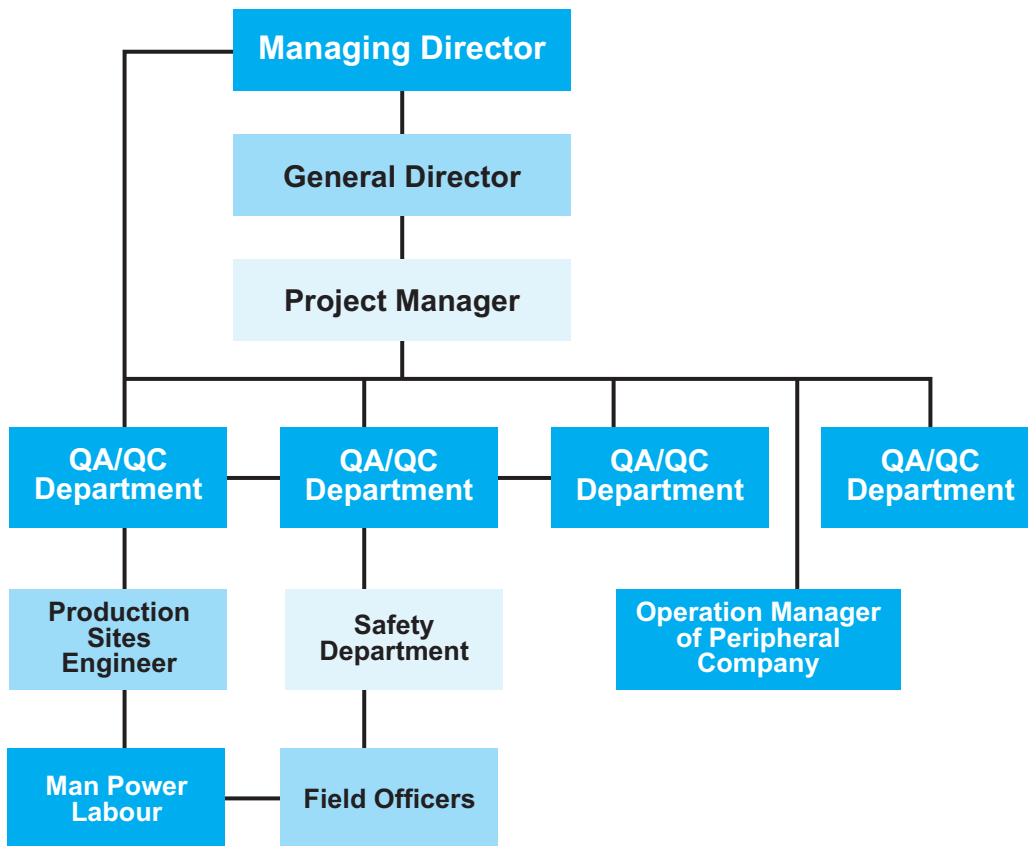 Managing Director
General Director
Project Manager
QA/QC
Department
QA/QC
Department
QA/QC
Department
QA/QC
Department
Production
Sites
Engineer
Safety
Department
Operation Manager
of Peripheral
Company
Man Power
Labour
Field Officers